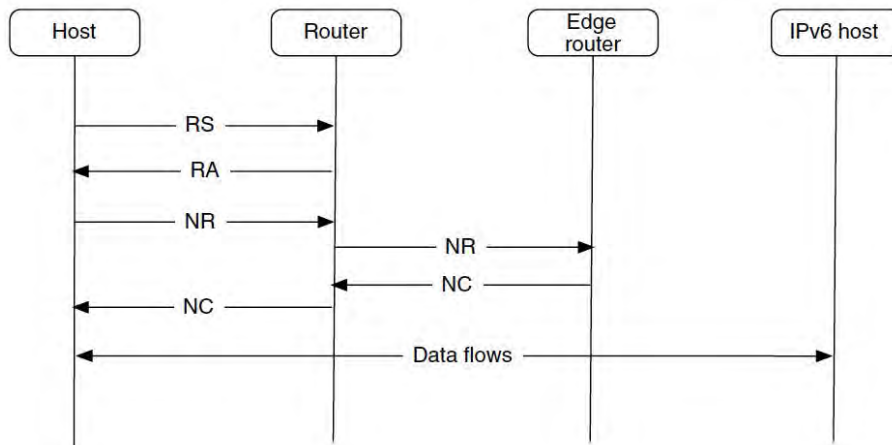 Host
Router
Edge
router
IPv6 host
RS
RA
NR
NR
NC
NC
Data flows